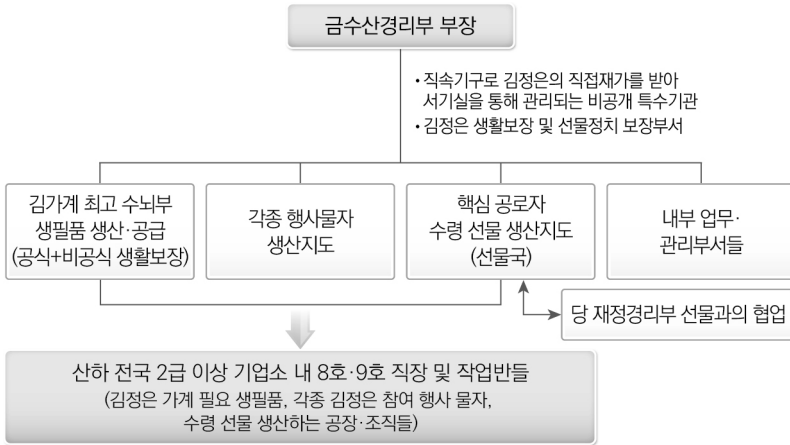 금수산경리부 부장
• 직속기구로 김정은의 직접재가를 받아
서기실을 통해 관리되는 비공개 특수기관
• 김정은 생활보장 및 선물정치 보장부서
김가계 최고 수뇌부
생필품 생산·공급
(공식+비공식 생활보장)
각종 행사물자
생산지도
핵심 공로자
수령 선물 생산지도
(선물국)
내부 업무·
관리부서들
당 재정경리부 선물과의 협업
산하 전국 2급 이상 기업소 내 8호·9호 직장 및 작업반들
(김정은 가계 필요 생필품, 각종 김정은 참여 행사 물자,
수령 선물 생산하는 공장·조직들)